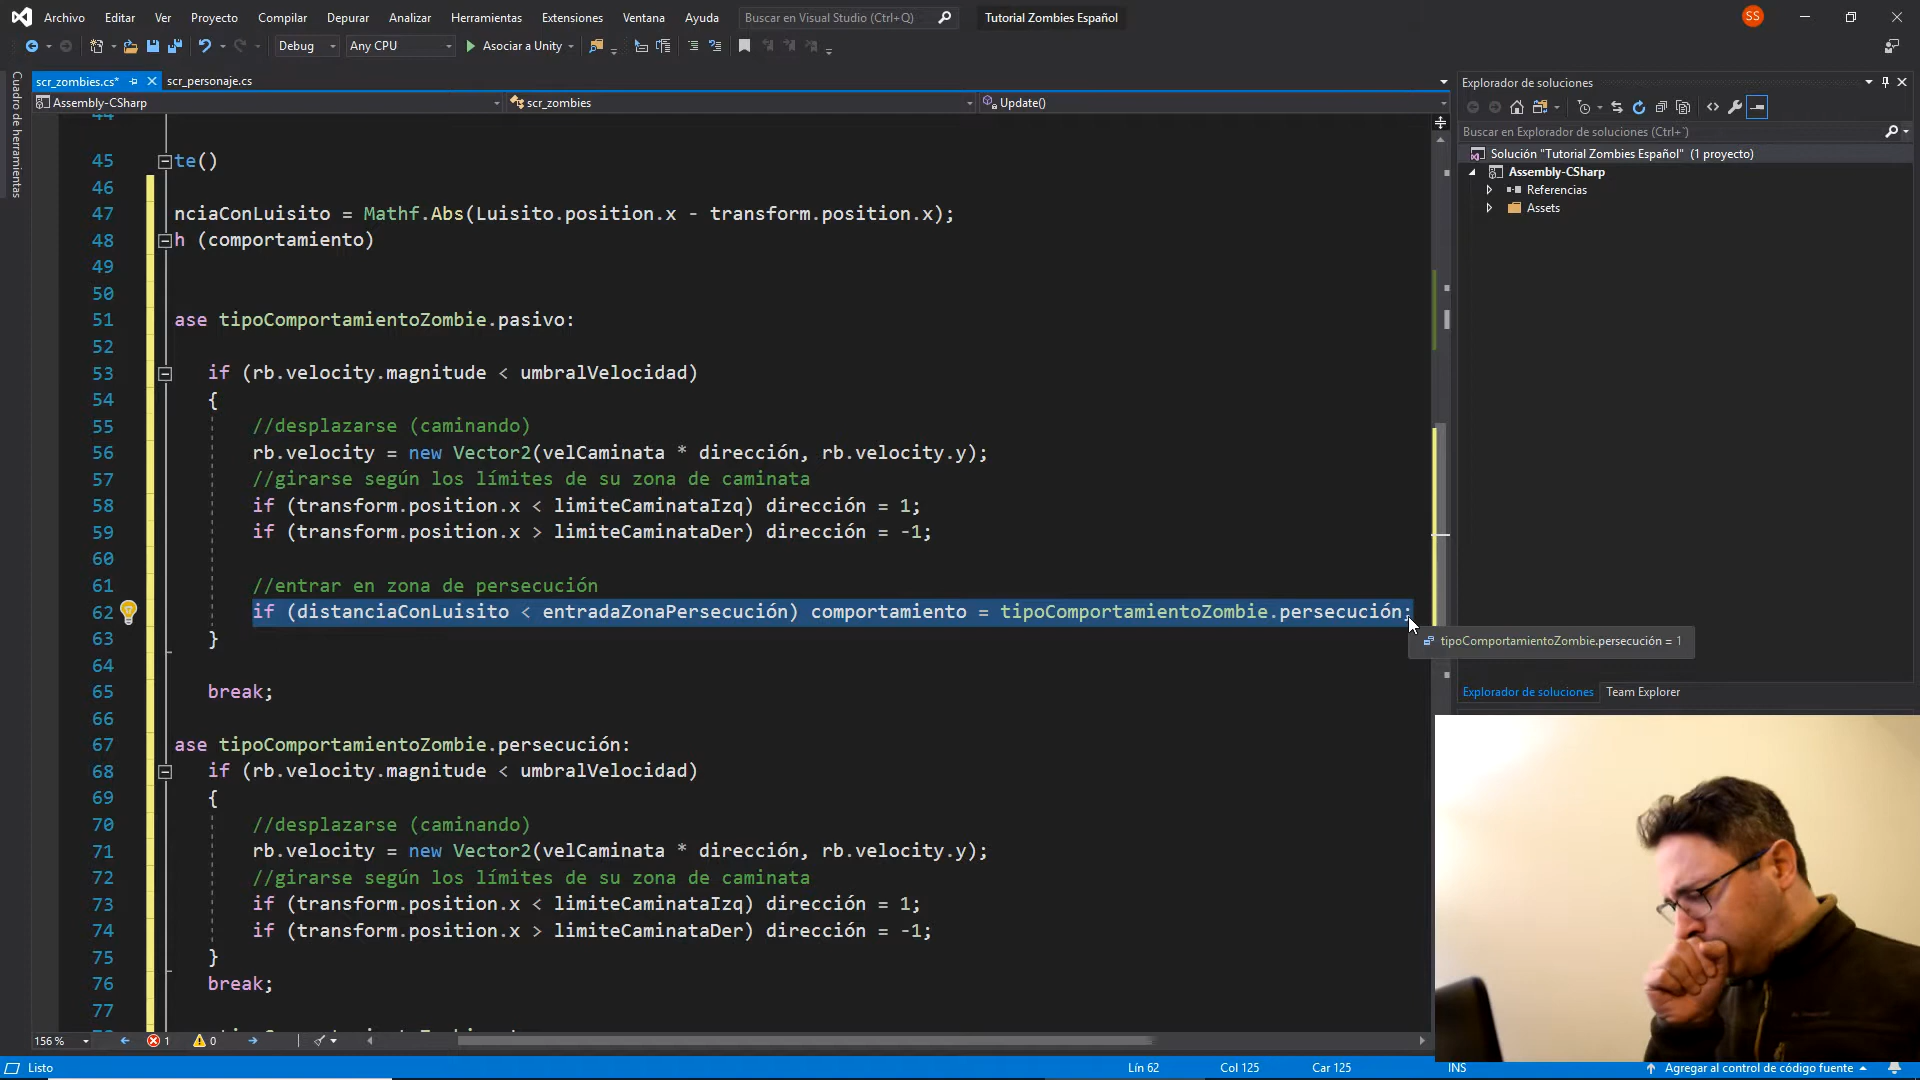 Archivo Editar Ver Proyecto Compilar Depurar Analizar Herramientas Extensiones Ventana Ayuda Buscar en Visual Studio (Ctrl+Q) Tutorial Zombies Español SS
Debug Any CPU Asociar a Unity
Cuadro de herramientas
scr_zombies.cs* scr_personaje.cs
Assembly-CSharp scr_zombies Update()
44
45 te()
46
47 nciaConLuisito = Mathf.Abs(Luisito.position.x - transform.position.x);
48 h (comportamiento)
49
50
51 ase tipoComportamientoZombie.pasivo:
52
53 if (rb.velocity.magnitude < umbralVelocidad)
54 {
55 //desplazarse (caminando)
56 rb.velocity = new Vector2(velCaminata * dirección, rb.velocity.y);
57 //girarse según los límites de su zona de caminata
58 if (transform.position.x < limiteCaminataIzq) dirección = 1;
59 if (transform.position.x > limiteCaminataDer) dirección = -1;
60
61 //entrar en zona de persecución
62 if (distanciaConLuisito < entradaZonaPersecución) comportamiento = tipoComportamientoZombie.persecución;
tipoComportamientoZombie.persecución = 1
63 }
64
65 break;
66
67 ase tipoComportamientoZombie.persecución:
68 if (rb.velocity.magnitude < umbralVelocidad)
69 {
70 //desplazarse (caminando)
71 rb.velocity = new Vector2(velCaminata * dirección, rb.velocity.y);
72 //girarse según los límites de su zona de caminata
73 if (transform.position.x < limiteCaminataIzq) dirección = 1;
74 if (transform.position.x > limiteCaminataDer) dirección = -1;
75 }
76 break;
77
Explorador de soluciones
Buscar en Explorador de soluciones (Ctrl+´)
Solución "Tutorial Zombies Español" (1 proyecto)
Assembly-CSharp
Referencias
Assets
Explorador de soluciones Team Explorer
156 % 1 0
Listo Lín 62 Col 125 Car 125 INS Agregar al control de código fuente